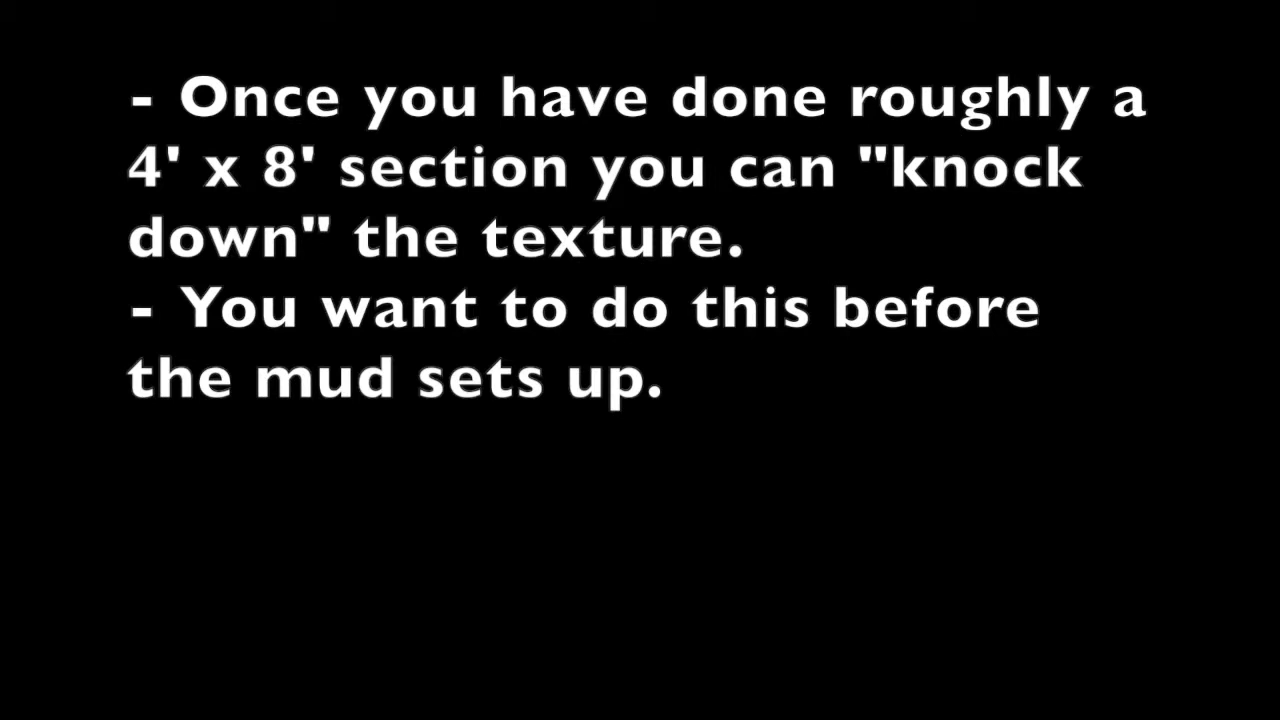 - Once you have done roughly a
4' x 8' section you can "knock
down" the texture.
- You want to do this before
the mud sets up.